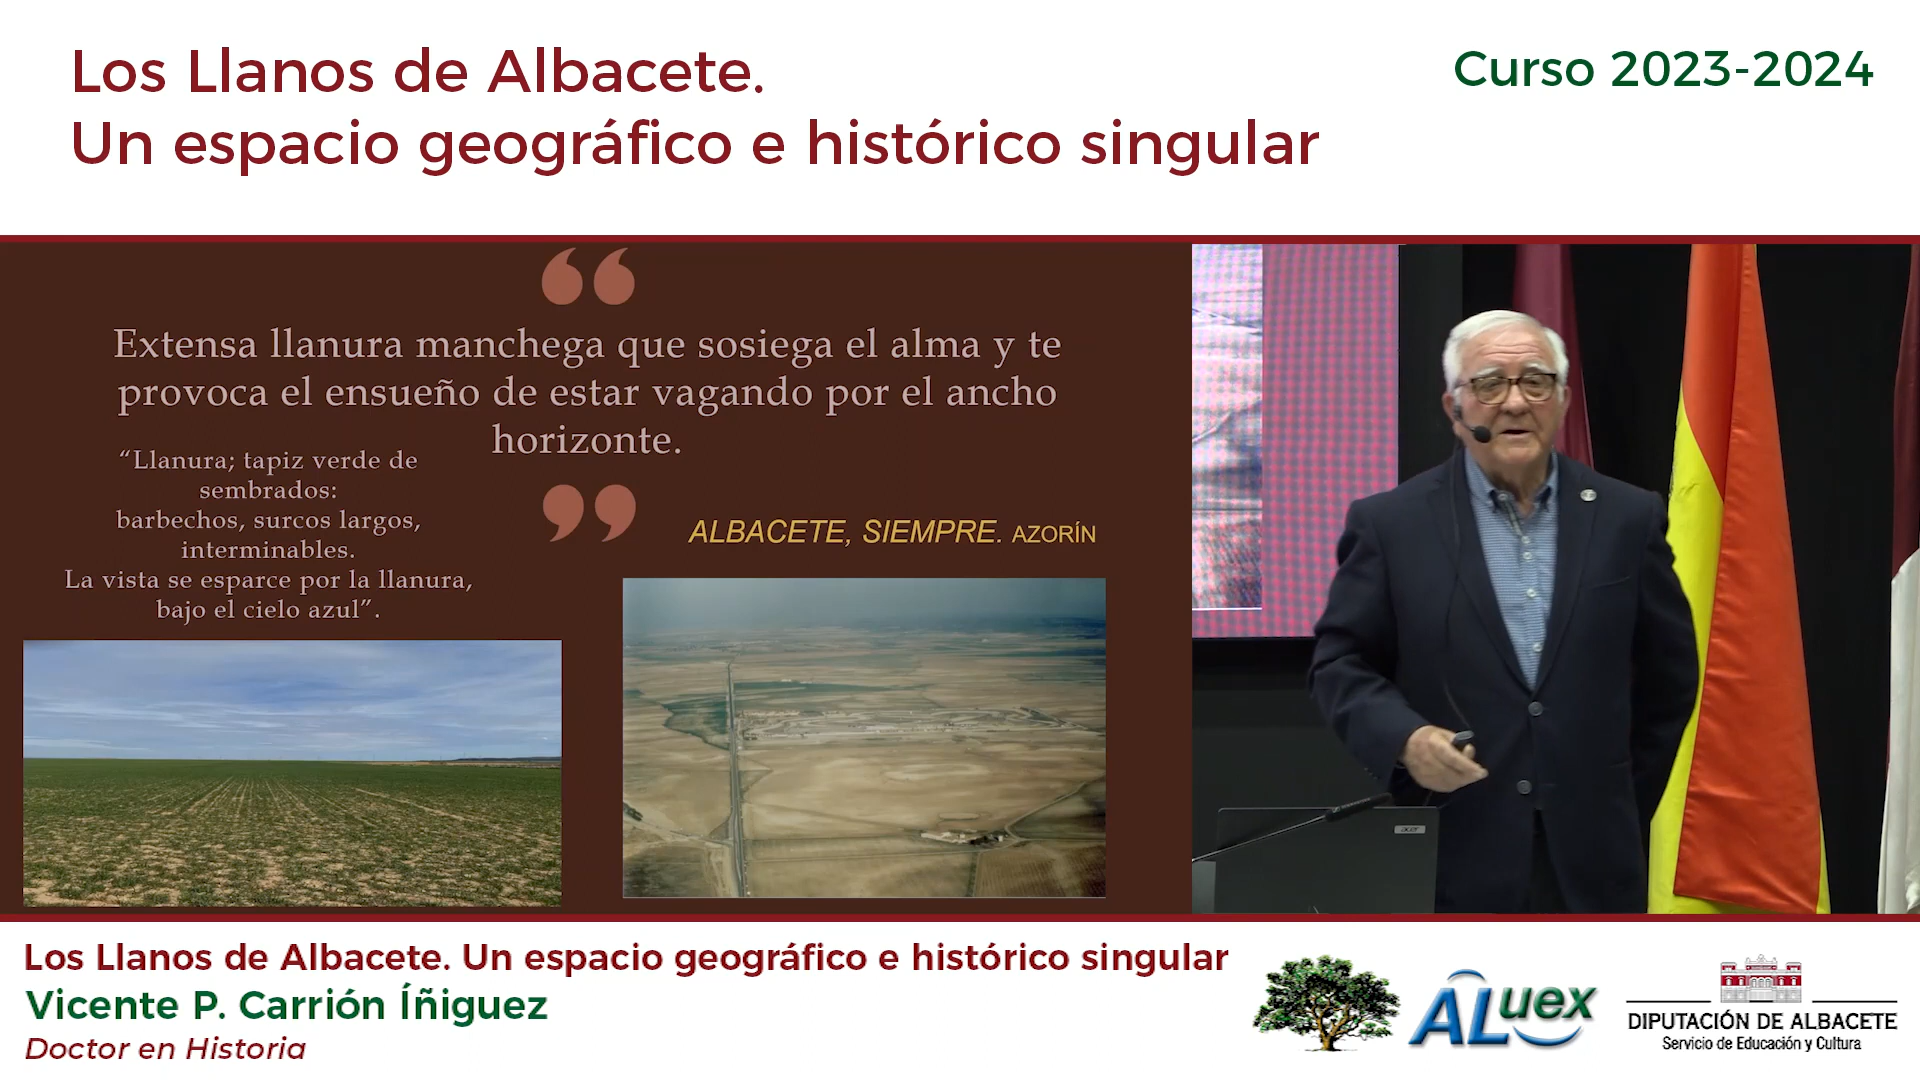 Los Llanos de Albacete.
Un espacio geográfico e histórico singular
Curso 2023-2024
Extensa llanura manchega que sosiega el alma y te
provoca el ensueño de estar vagando por el ancho
horizonte.
“Llanura; tapiz verde de
sembrados:
barbechos, surcos largos,
interminables.
La vista se esparce por la llanura,
bajo el cielo azul”.
ALBACETE, SIEMPRE. AZORÍN
acer
Los Llanos de Albacete. Un espacio geográfico e histórico singular
Vicente P. Carrión Íñiguez
Doctor en Historia
ALuex
DIPUTACIÓN DE ALBACETE
Servicio de Educación y Cultura